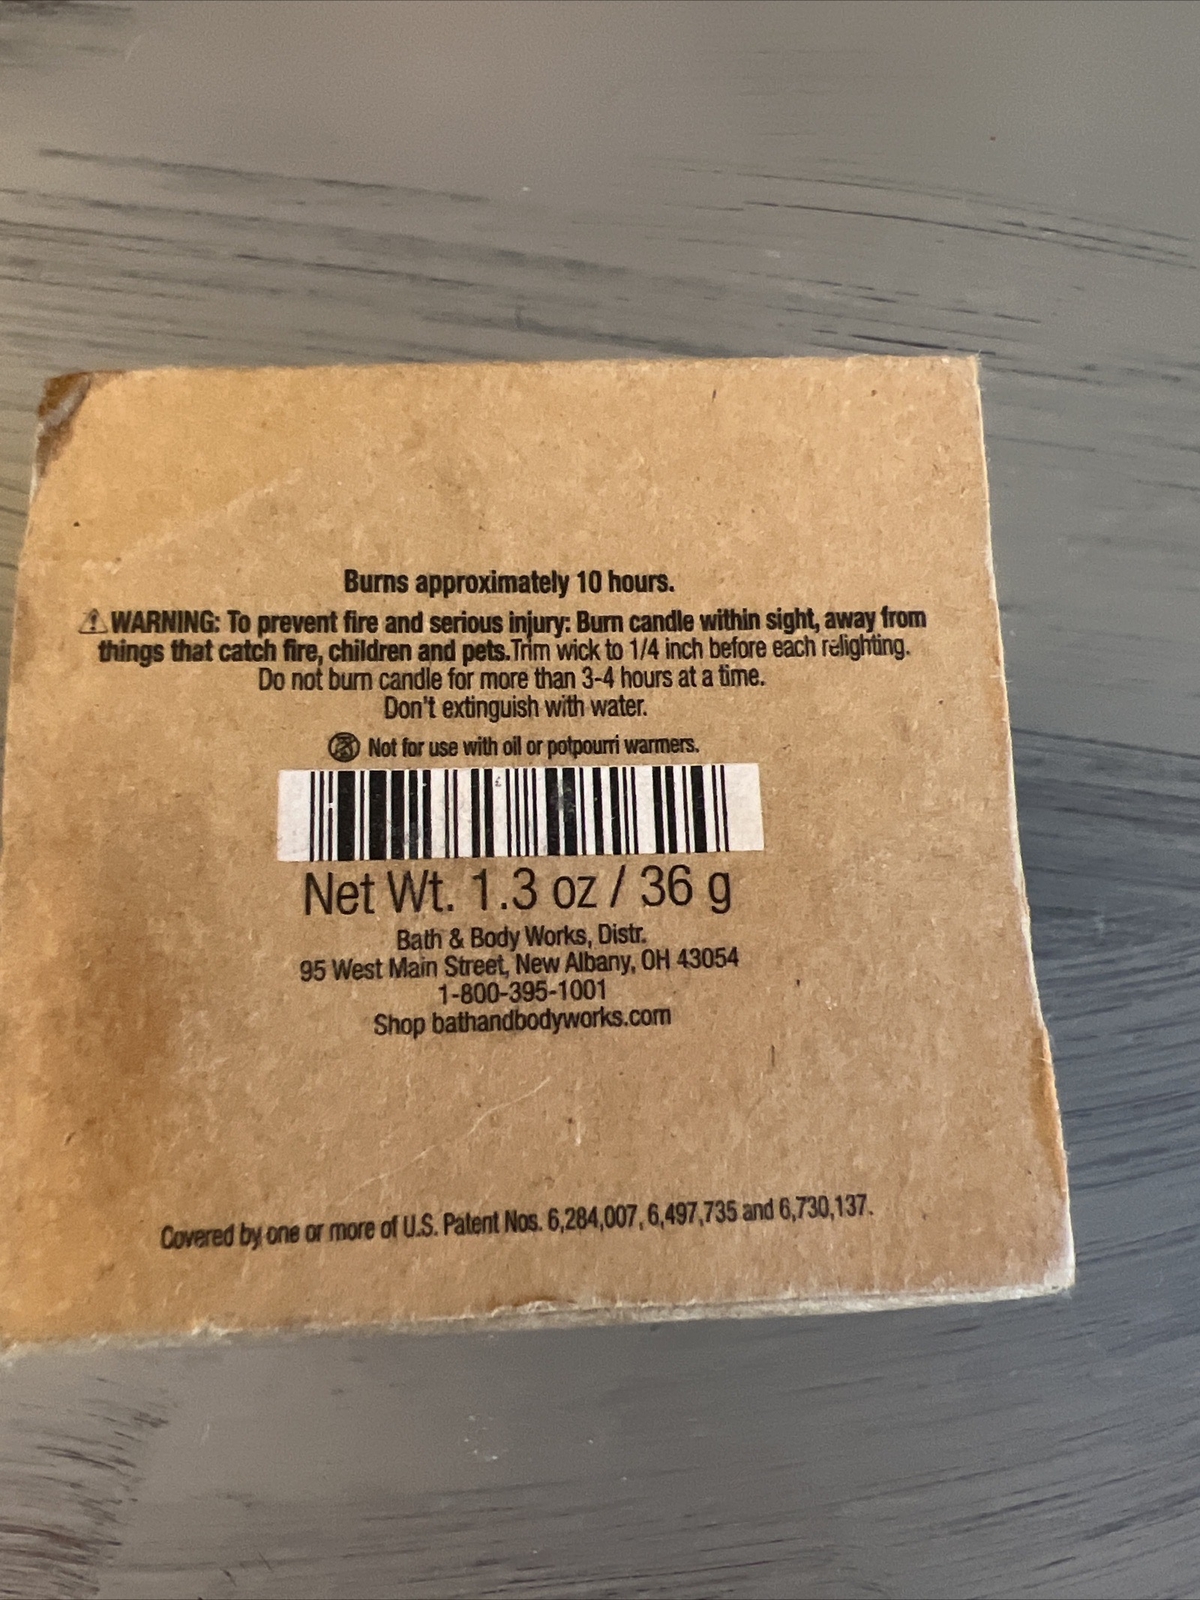 Burns approximately 10 hours.
⚠WARNING: To prevent fire and serious injury: Burn candle within sight, away from
things that catch fire, children and pets.Trim wick to 1/4 inch before each relighting.
Do not burn candle for more than 3-4 hours at a time.
Don't extinguish with water.
Not for use with oil or potpourri warmers.
Net Wt. 1.3 oz / 36 g
Bath & Body Works, Distr.
95 West Main Street, New Albany, OH 43054
1-800-395-1001
Shop bathandbodyworks.com
Covered by one or more of U.S. Patent Nos. 6,284,007, 6,497,735 and 6,730,137.